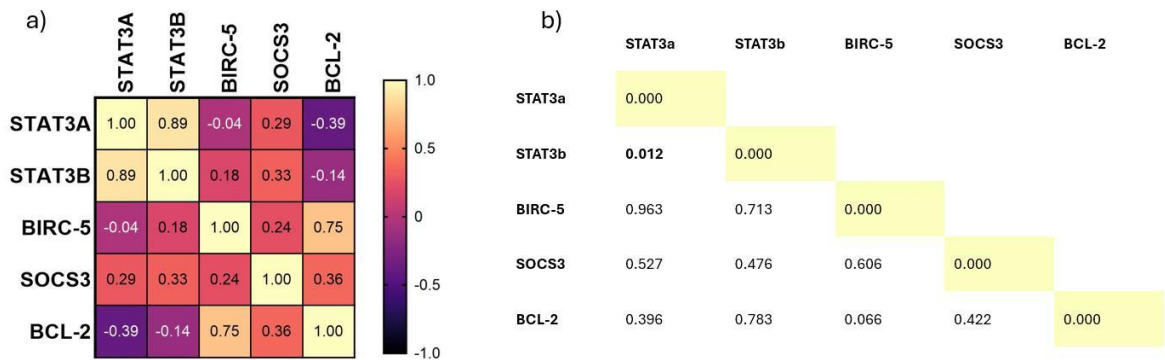 a)
STAT3A STAT3B BIRC-5 SOCS3 BCL-2
STAT3A 1.00 0.89 -0.04 0.29 -0.39
STAT3B 0.89 1.00 0.18 0.33 -0.14
BIRC-5 -0.04 0.18 1.00 0.24 0.75
SOCS3 0.29 0.33 0.24 1.00 0.36
BCL-2 -0.39 -0.14 0.75 0.36 1.00
1.0
0.5
0
-0.5
-1.0
b)
STAT3a STAT3b BIRC-5 SOCS3 BCL-2
STAT3a 0.000
STAT3b 0.012 0.000
BIRC-5 0.963 0.713 0.000
SOCS3 0.527 0.476 0.606 0.000
BCL-2 0.396 0.783 0.066 0.422 0.000